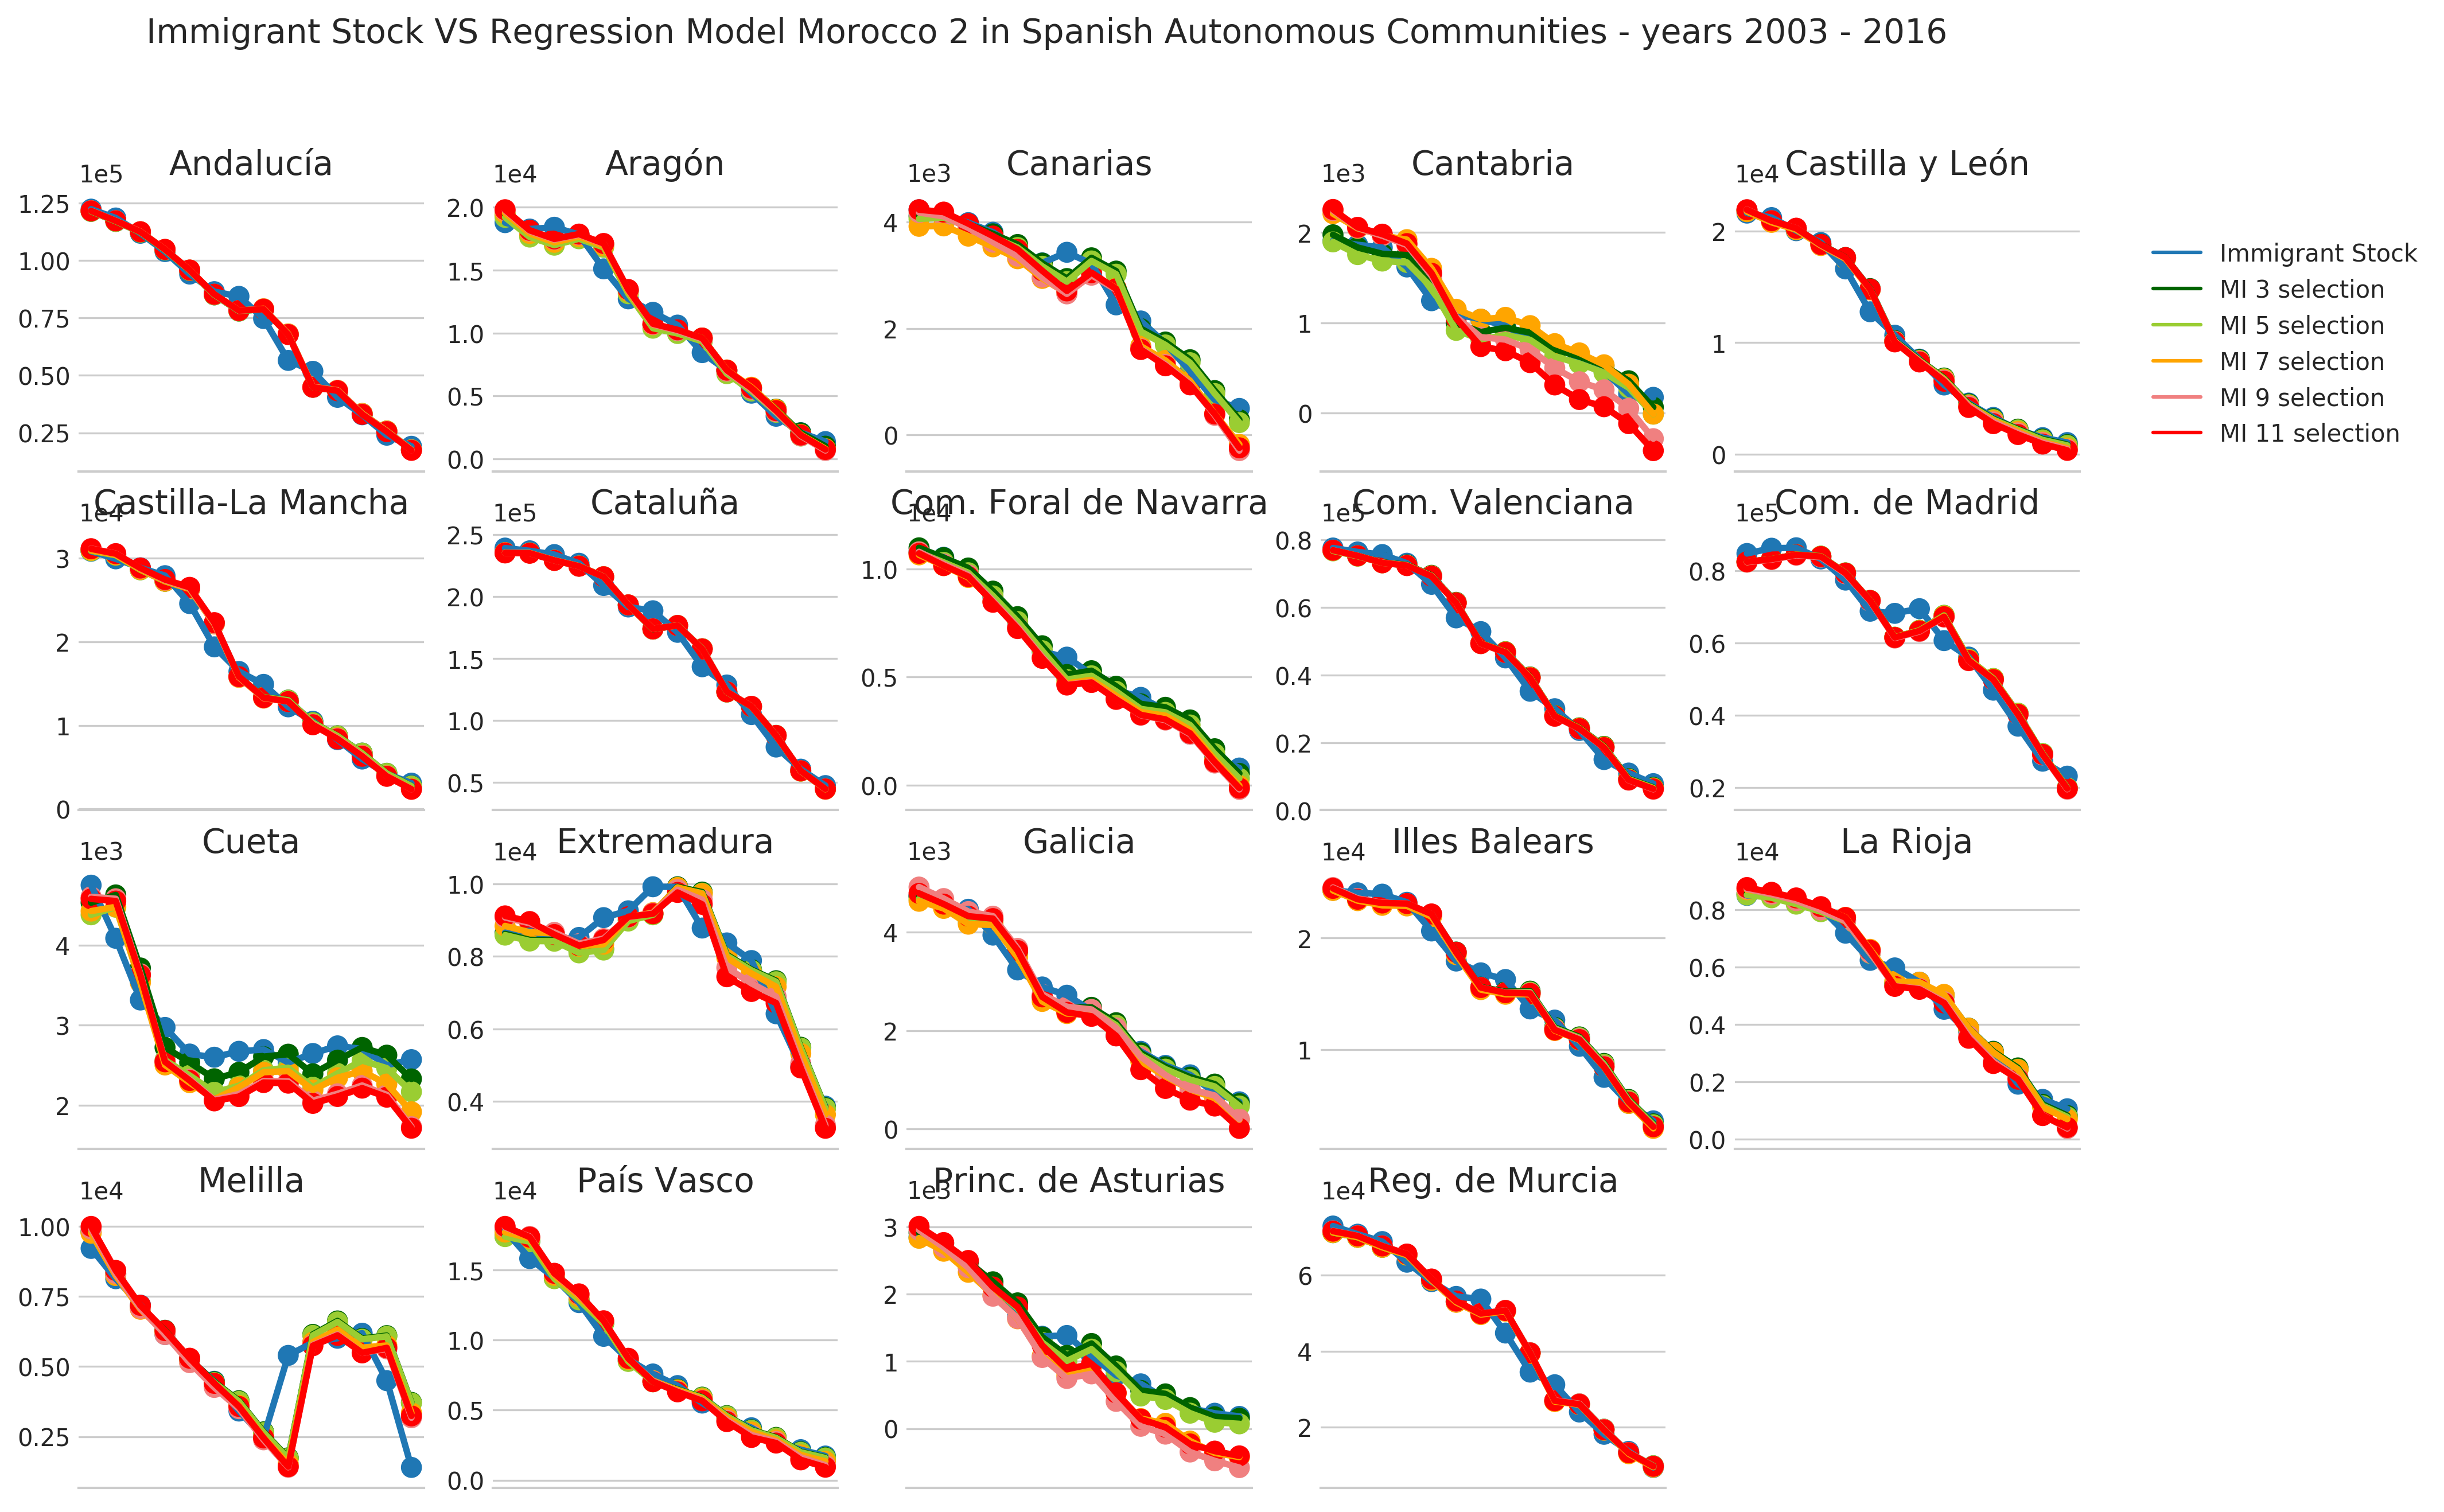 Immigrant Stock VS Regression Model Morocco 2 in Spanish Autonomous Communities - years 2003 - 2016
Andalucía
1e5
1.25
1.00
0.75
0.50
0.25
Aragón
1e4
2.0
1.5
1.0
0.5
0.0
Canarias
1e3
4
2
0
Cantabria
1e3
2
1
0
Castilla y León
1e4
2
1
0
Immigrant Stock
MI 3 selection
MI 5 selection
MI 7 selection
MI 9 selection
MI 11 selection
Castilla-La Mancha
1e4
3
2
1
0
Cataluña
1e5
2.5
2.0
1.5
1.0
0.5
Com. Foral de Navarra
1e4
1.0
0.5
0.0
Com. Valenciana
1e5
0.8
0.6
0.4
0.2
0.0
Com. de Madrid
1e5
0.8
0.6
0.4
0.2
Cueta
1e3
4
3
2
Extremadura
1e4
1.0
0.8
0.6
0.4
Galicia
1e3
4
2
0
Illes Balears
1e4
2
1
La Rioja
1e4
0.8
0.6
0.4
0.2
0.0
Melilla
1e4
1.00
0.75
0.50
0.25
País Vasco
1e4
1.5
1.0
0.5
0.0
Princ. de Asturias
1e3
3
2
1
0
Reg. de Murcia
1e4
6
4
2